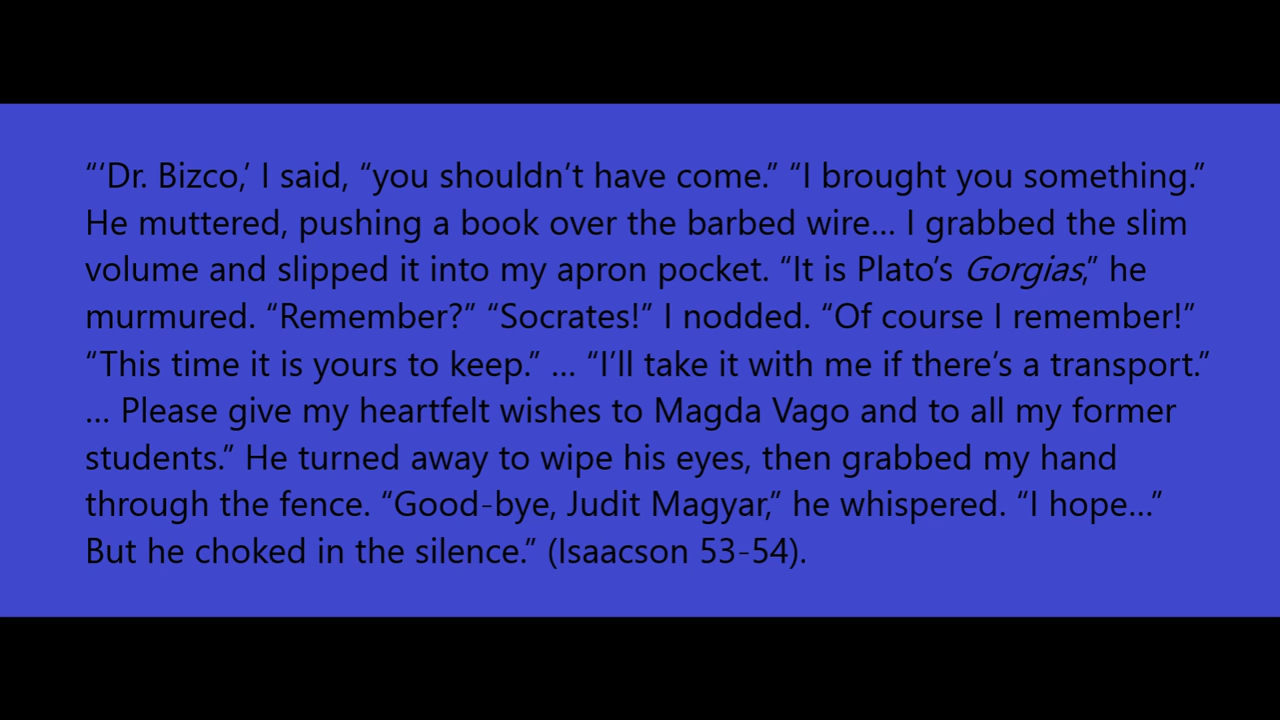 “‘Dr. Bizco,’ I said, “you shouldn’t have come.” “I brought you something.”
He muttered, pushing a book over the barbed wire… I grabbed the slim
volume and slipped it into my apron pocket. “It is Plato’s Gorgias,” he
murmured. “Remember?” “Socrates!” I nodded. “Of course I remember!”
“This time it is yours to keep.” … “I’ll take it with me if there’s a transport.”
… Please give my heartfelt wishes to Magda Vago and to all my former
students.” He turned away to wipe his eyes, then grabbed my hand
through the fence. “Good-bye, Judit Magyar,” he whispered. “I hope…”
But he choked in the silence.” (Isaacson 53-54).